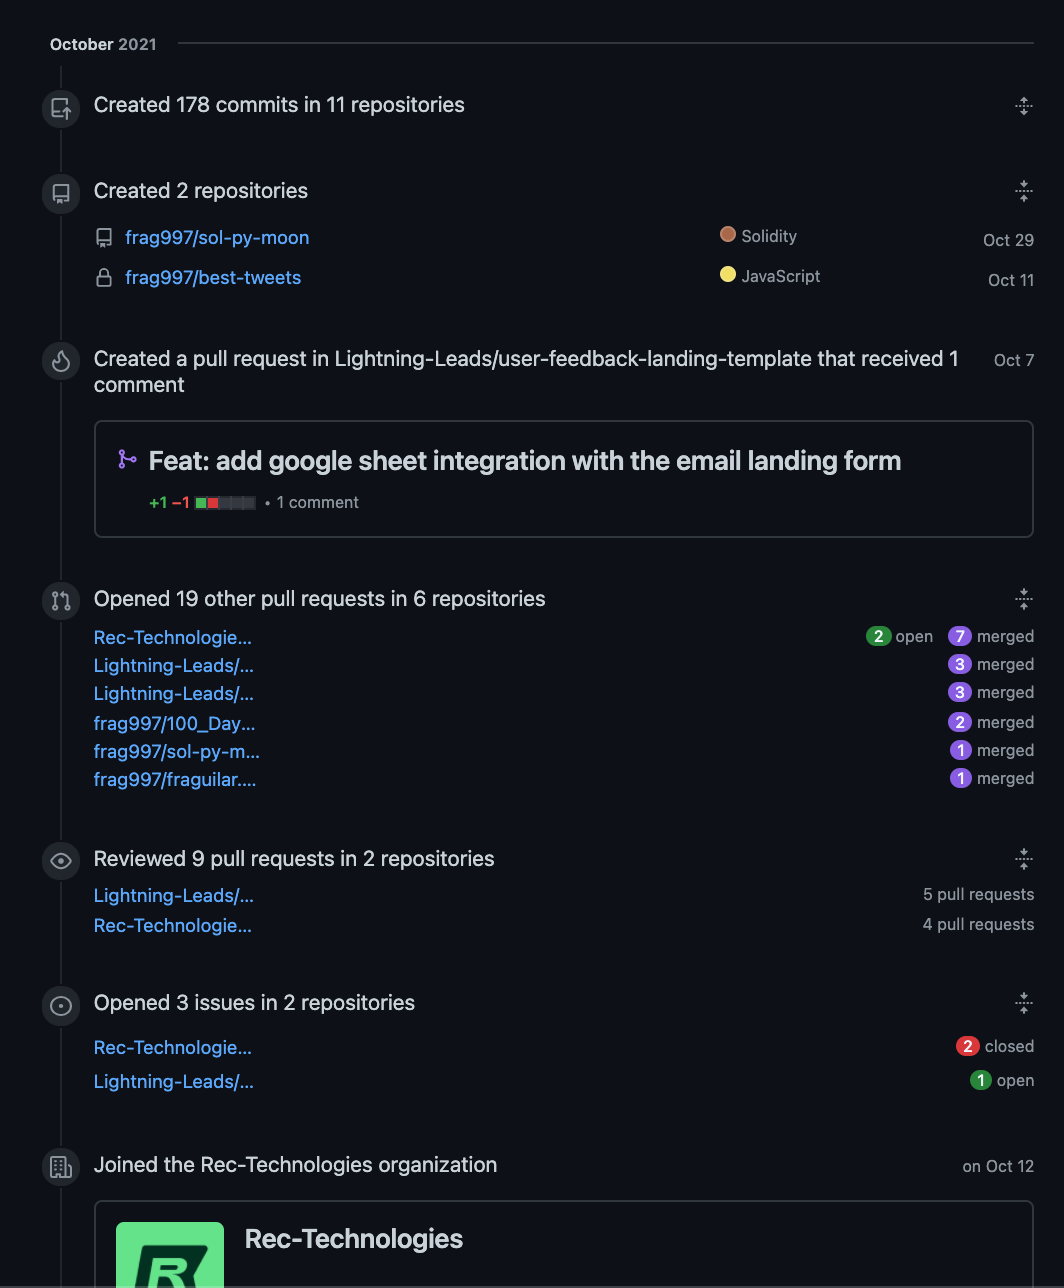 October 2021
Created 178 commits in 11 repositories
Created 2 repositories
frag997/sol-py-moon Solidity Oct 29
frag997/best-tweets JavaScript Oct 11
Created a pull request in Lightning-Leads/user-feedback-landing-template that received 1 Oct 7
comment
Feat: add google sheet integration with the email landing form
+1 −1 • 1 comment
Opened 19 other pull requests in 6 repositories
Rec-Technologie... 2 open 7 merged
Lightning-Leads/... 3 merged
Lightning-Leads/... 3 merged
frag997/100_Day... 2 merged
frag997/sol-py-m... 1 merged
frag997/fraguilar.... 1 merged
Reviewed 9 pull requests in 2 repositories
Lightning-Leads/... 5 pull requests
Rec-Technologie... 4 pull requests
Opened 3 issues in 2 repositories
Rec-Technologie... 2 closed
Lightning-Leads/... 1 open
Joined the Rec-Technologies organization on Oct 12
Rec-Technologies
R